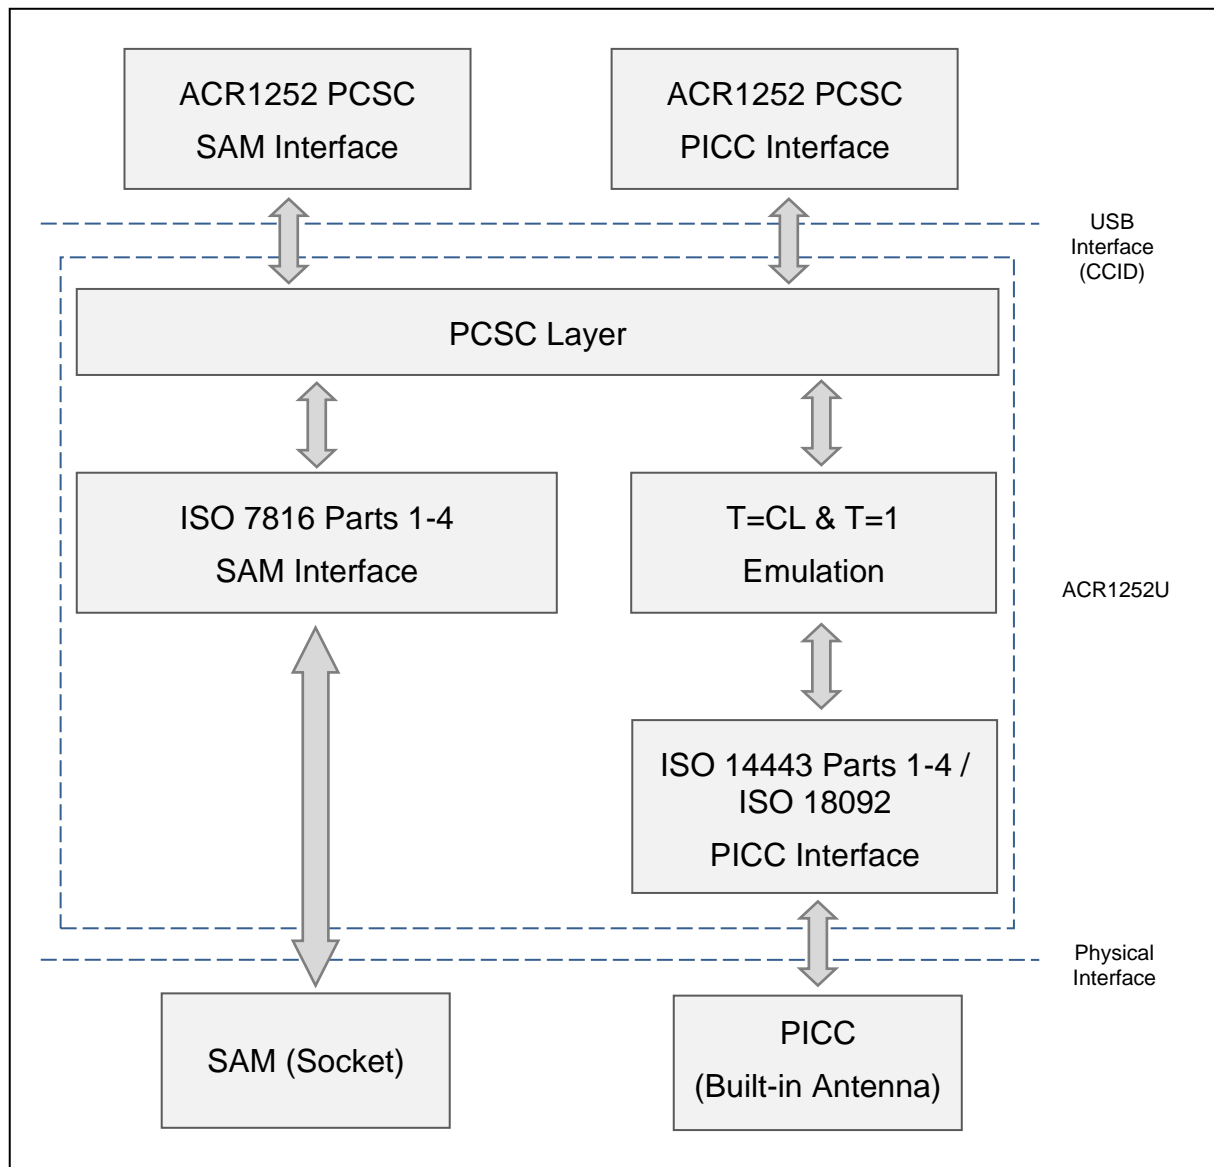 ACR1252 PCSC
SAM Interface
ACR1252 PCSC
PICC Interface
USB
Interface
(CCID)
PCSC Layer
ISO 7816 Parts 1-4
SAM Interface
T=CL & T=1
Emulation
ACR1252U
ISO 14443 Parts 1-4 /
ISO 18092
PICC Interface
Physical
Interface
SAM (Socket)
PICC
(Built-in Antenna)